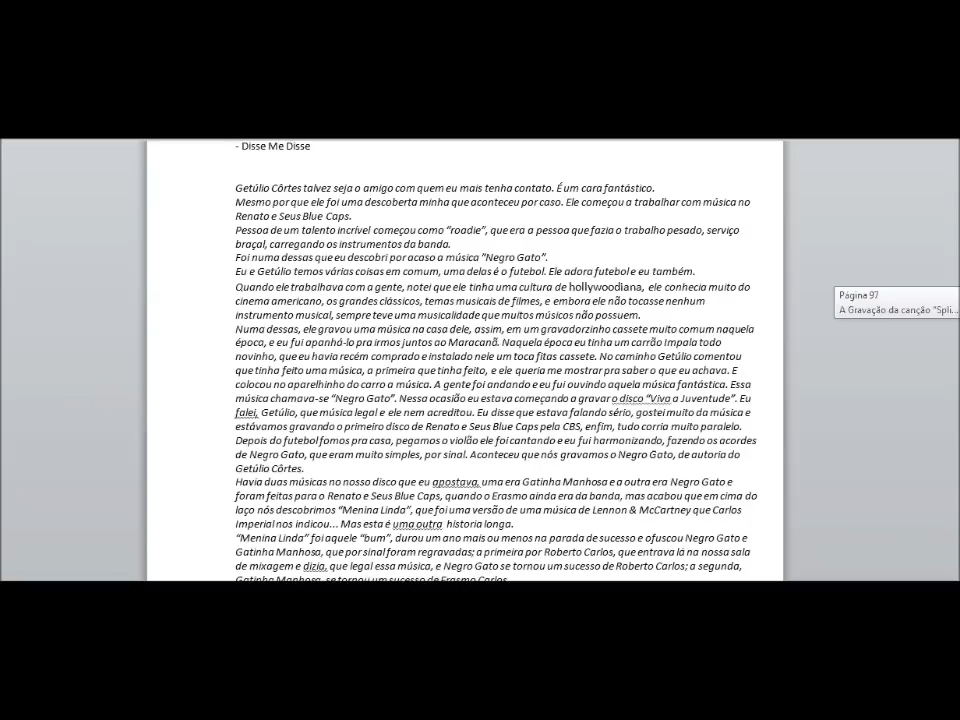 - Disse Me Disse
Getúlio Côrtes talvez seja o amigo com quem eu mais tenha contato. É um cara fantástico.
Mesmo por que ele foi uma descoberta minha que aconteceu por caso. Ele começou a trabalhar com música no
Renato e Seus Blue Caps.
Pessoa de um talento incrível começou como "roadie", que era a pessoa que fazia o trabalho pesado, serviço
braçal, carregando os instrumentos da banda.
Foi numa dessas que eu descobri por acaso a música "Negro Gato".
Eu e Getúlio temos várias coisas em comum, uma delas é o futebol. Ele adora futebol e eu também.
Quando ele trabalhava com a gente, notei que ele tinha uma cultura de hollywoodiana, ele conhecia muito do
cinema americano, os grandes clássicos, temas musicais de filmes, e embora ele não tocasse nenhum
instrumento musical, sempre teve uma musicalidade que muitos músicos não possuem.
Numa dessas, ele gravou uma música na casa dele, assim, em um gravadorzinho cassete muito comum naquela
época, e eu fui apanhá-lo pra irmos juntos ao Maracanã. Naquela época eu tinha um carrão Impala todo
novinho, que eu havia recém comprado e instalado nele um toca fitas cassete. No caminho Getúlio comentou
que tinha feito uma música, a primeira que tinha feito, e ele queria me mostrar pra saber o que eu achava. E
colocou no aparelhinho do carro a música. A gente foi andando e eu fui ouvindo aquela música fantástica. Essa
música chamava-se "Negro Gato". Nessa ocasião eu estava começando a gravar o disco "Viva a Juventude". Eu
falei, Getúlio, que música legal e ele nem acreditou. Eu disse que estava falando sério, gostei muito da música e
estávamos gravando o primeiro disco de Renato e Seus Blue Caps pela CBS, enfim, tudo corria muito paralelo.
Depois do futebol fomos pra casa, pegamos o violão ele foi cantando e eu fui harmonizando, fazendo os acordes
de Negro Gato, que eram muito simples, por sinal. Aconteceu que nós gravamos o Negro Gato, de autoria do
Getúlio Côrtes.
Havia duas músicas no nosso disco que eu apostava, uma era Gatinha Manhosa e a outra era Negro Gato e
foram feitas para o Renato e Seus Blue Caps, quando o Erasmo ainda era da banda, mas acabou que em cima do
laço nós descobrimos "Menina Linda", que foi uma versão de uma música de Lennon & McCartney que Carlos
Imperial nos indicou... Mas esta é uma outra historia longa.
"Menina Linda" foi aquele "bum", durou um ano mais ou menos na parada de sucesso e ofuscou Negro Gato e
Gatinha Manhosa, que por sinal foram regravadas; a primeira por Roberto Carlos, que entrava lá na nossa sala
de mixagem e dizia, que legal essa música, e Negro Gato se tornou um sucesso de Roberto Carlos; a segunda,
Gatinha Manhosa, se tornou um sucesso de Erasmo Carlos.
Página 97
A Gravação da canção "Spli...